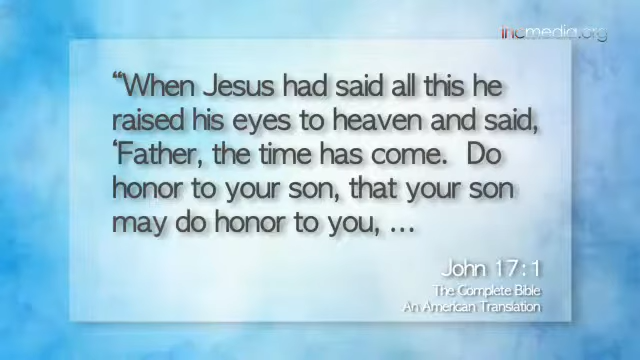 incmedia.org
“When Jesus had said all this he
raised his eyes to heaven and said,
‘Father, the time has come.  Do
honor to your son, that your son
may do honor to you, ...
John 17:1
The Complete Bible
An American Translation